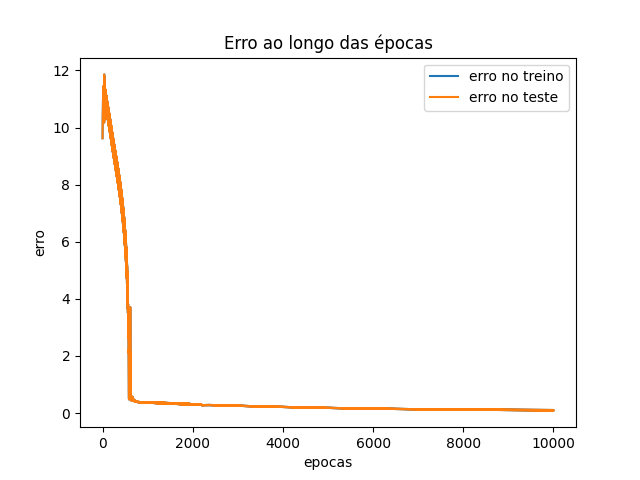 Erro ao longo das épocas
erro no treino
erro no teste
12
10
8
6
4
2
0
erro
0 2000 4000 6000 8000 10000
epocas